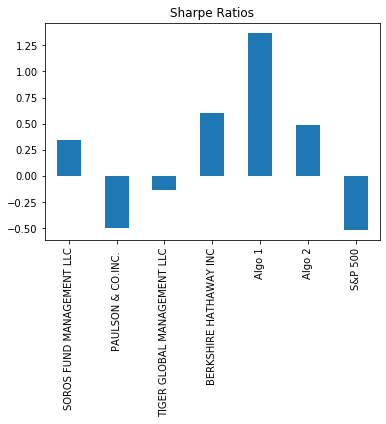 Sharpe Ratios
1.25
1.00
0.75
0.50
0.25
0.00
−0.25
−0.50
SOROS FUND MANAGEMENT LLC
PAULSON & CO.INC.
TIGER GLOBAL MANAGEMENT LLC
BERKSHIRE HATHAWAY INC
Algo 1
Algo 2
S&P 500